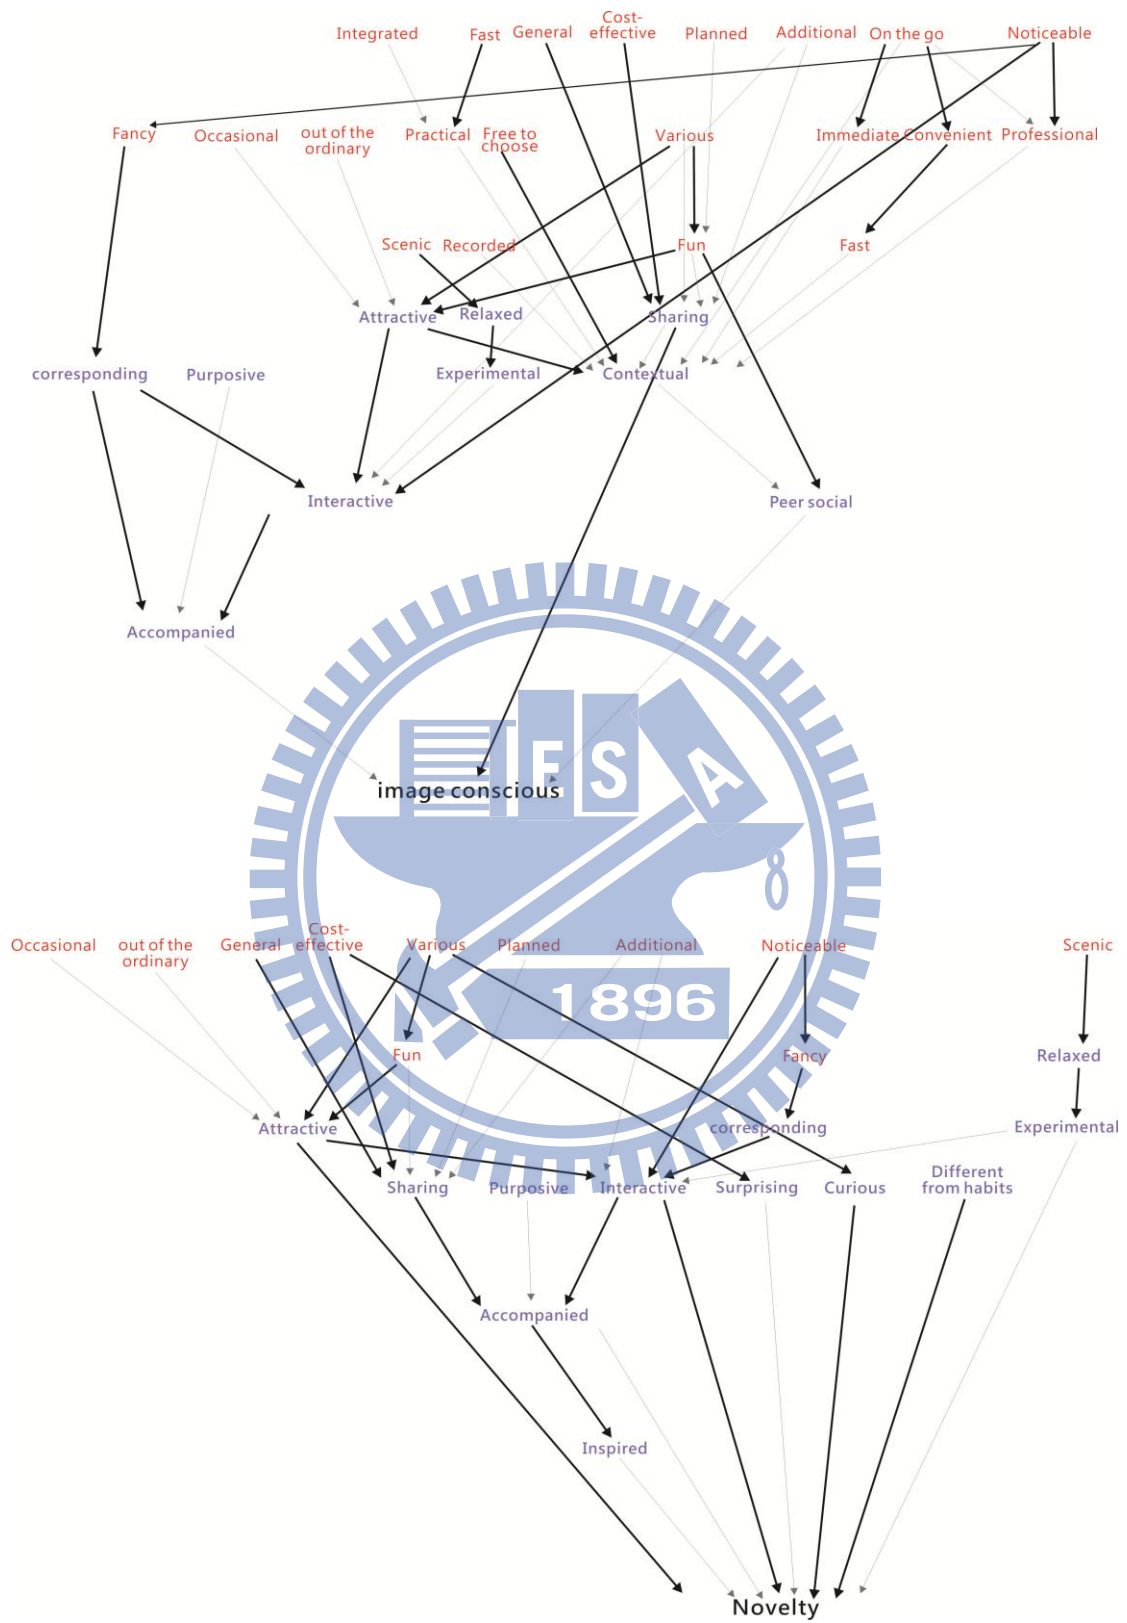 Integrated
Fast
General
Cost-
effective
Planned
Additional
On the go
Noticeable
Fancy
Occasional
out of the
ordinary
Practical
Free to
choose
Various
Immediate
Convenient
Professional
Scenic
Recorded
Fun
Fast
Attractive
Relaxed
Sharing
corresponding
Purposive
Experimental
Contextual
Interactive
Peer social
Accompanied
image conscious
E
S
A
8
1896
Occasional
out of the
ordinary
General
Cost-
effective
Various
Planned
Additional
Noticeable
Scenic
Fun
Fancy
Relaxed
Attractive
corresponding
Experimental
Sharing
Purposive
Interactive
Surprising
Curious
Different
from habits
Accompanied
Inspired
Novelty